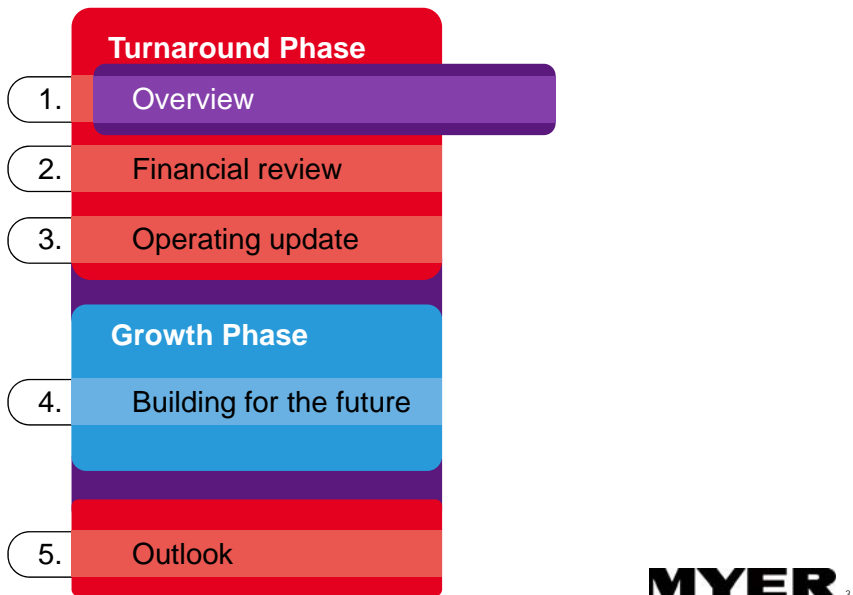 Turnaround Phase
1. Overview
2. Financial review
3. Operating update
Growth Phase
4. Building for the future
5. Outlook
MYER 3